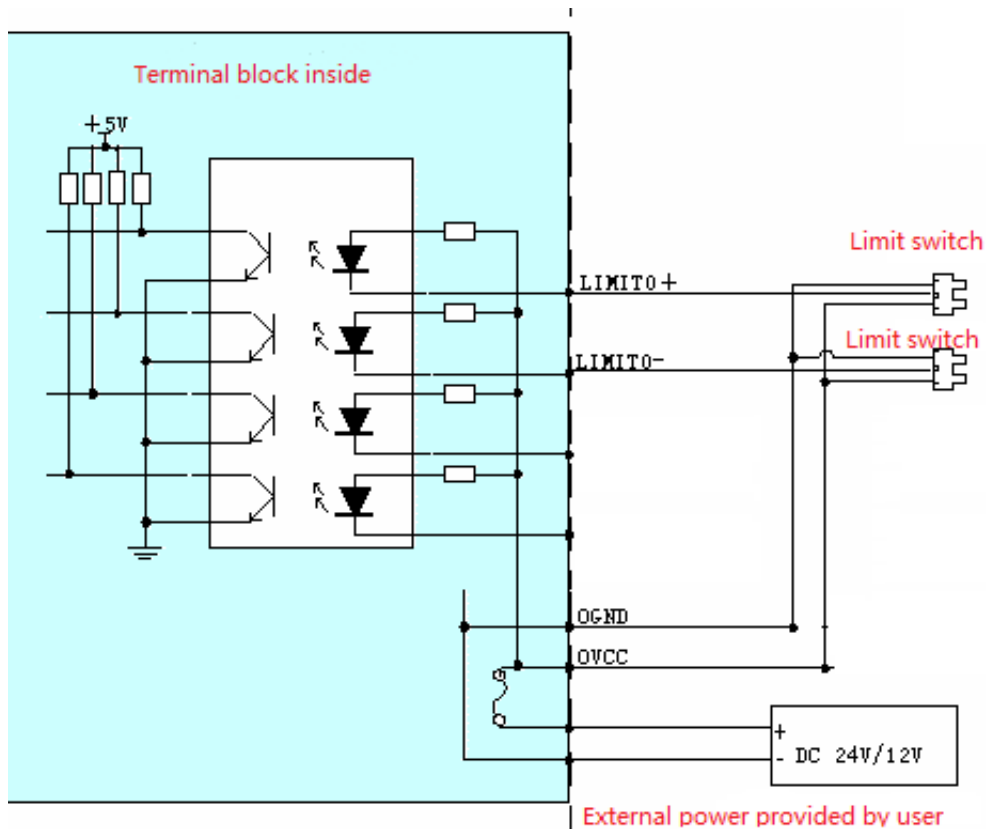 Terminal block inside
+5V
Limit switch
LIMIT0+
Limit switch
LIMIT0-
OGND
OVCC
+
- DC 24V/12V
External power provided by user